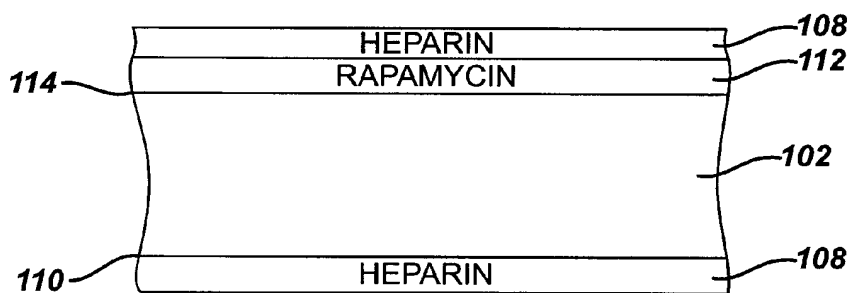 HEPARIN 108
RAPAMYCIN 112
114
102
110 HEPARIN 108